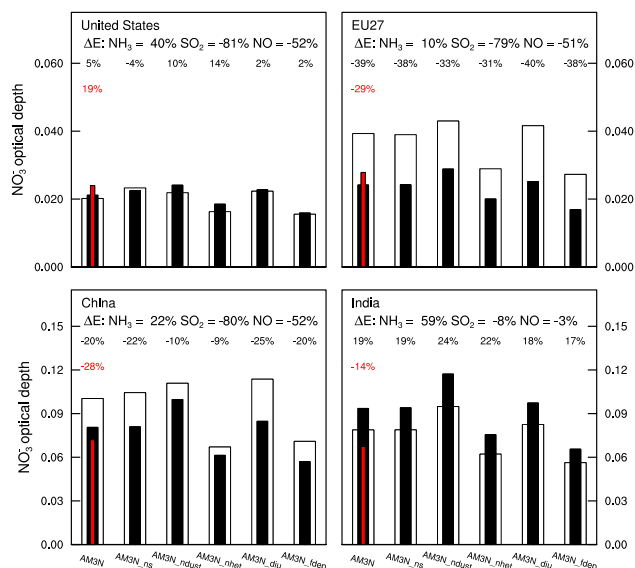 United States
ΔE: NH₃ = 40% SO₂ = -81% NO = -52%
5% -4% 10% 14% 2% 2%
19%
EU27
ΔE: NH₃ = 10% SO₂ = -79% NO = -51%
-39% -38% -33% -31% -40% -38%
-29%
0.060
0.040
0.020
0.000
NO₃⁻ optical depth
0.060
0.040
0.020
0.000
China
ΔE: NH₃ = 22% SO₂ = -80% NO = -52%
-20% -22% -10% -9% -25% -20%
-28%
India
ΔE: NH₃ = 59% SO₂ = -8% NO = -3%
19% 19% 24% 22% 18% 17%
-14%
0.15
0.12
0.09
0.06
0.03
0.00
NO₃⁻ optical depth
0.15
0.12
0.09
0.06
0.03
0.00
AM3N AM3N_ns AM3N_ndust AM3N_nhet AM3N_diu AM3N_fdep
AM3N AM3N_ns AM3N_ndust AM3N_nhet AM3N_diu AM3N_fdep